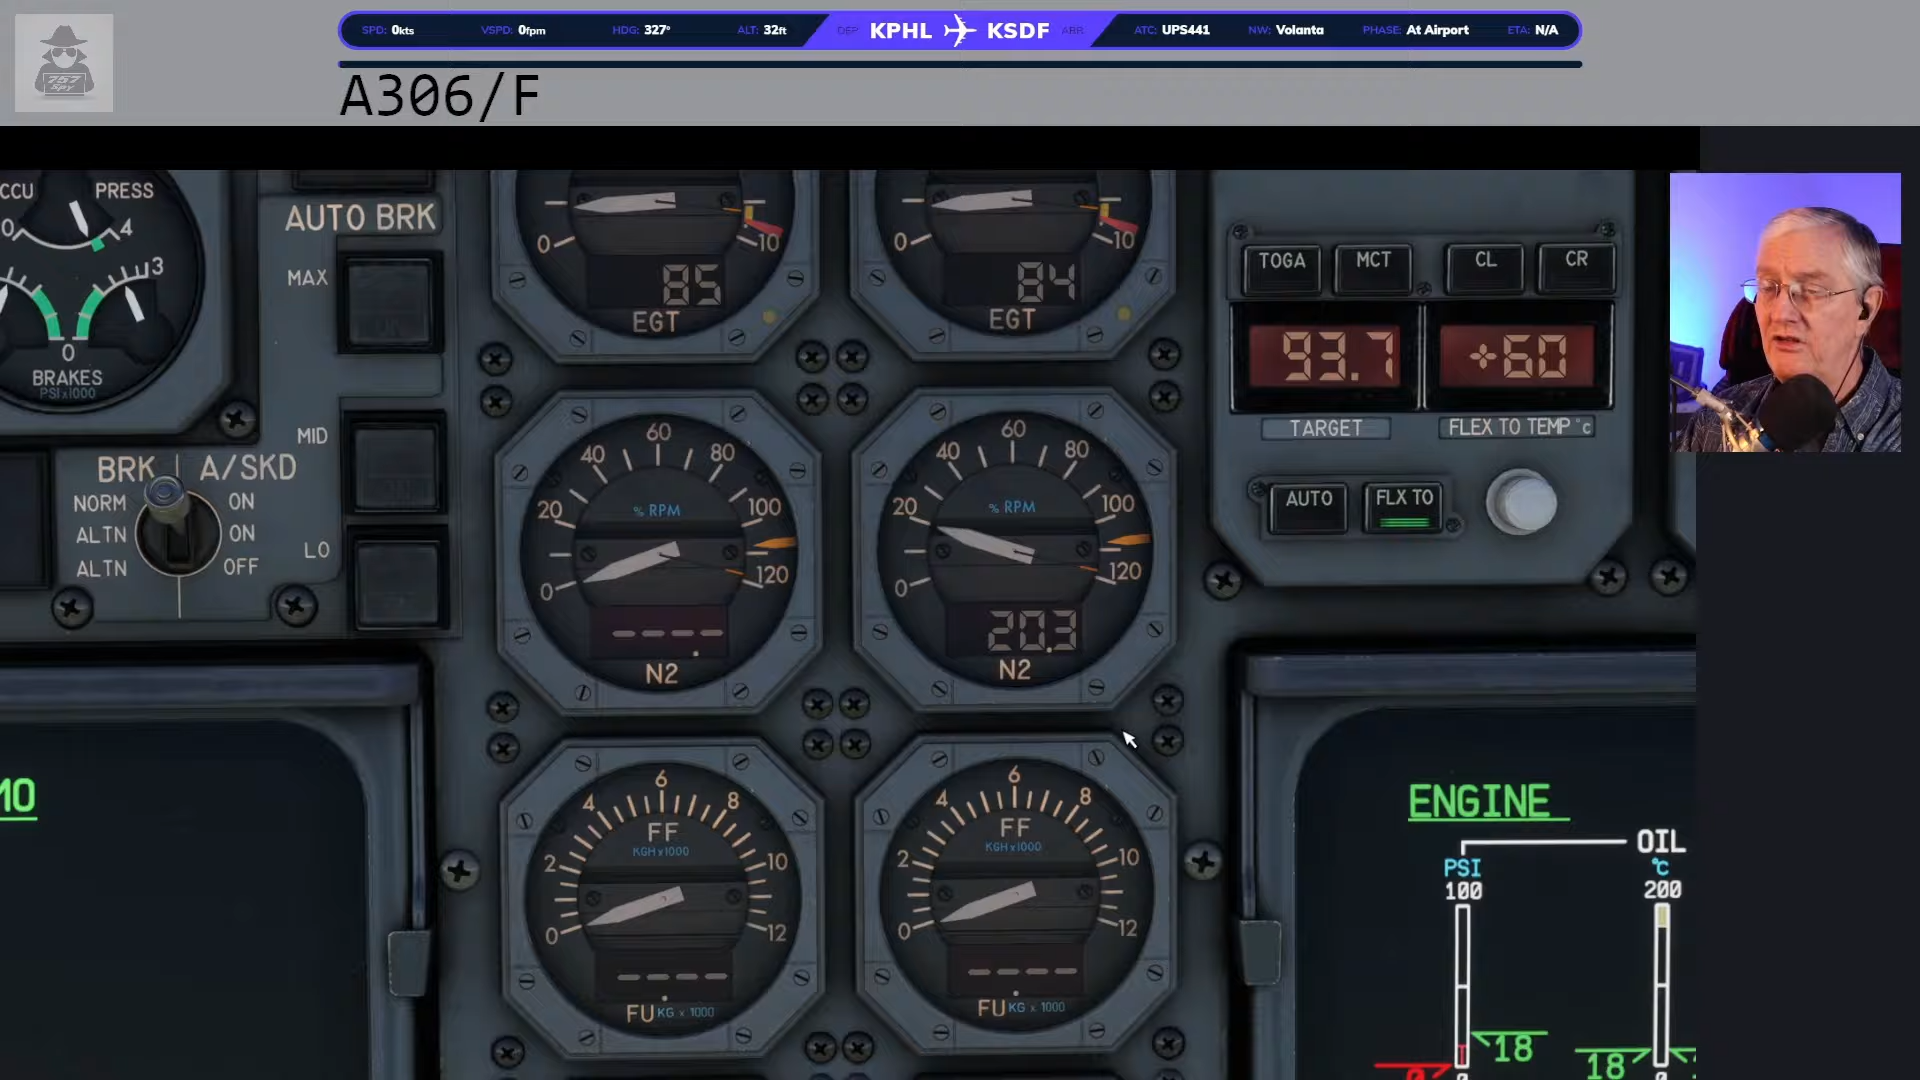 757
Spy
SPD: 0kts VSPD: 0fpm HDG: 327° ALT: 32ft DEP KPHL KSDF ARR ATC: UPS441 NW: Volanta PHASE: At Airport ETA: N/A
A306/F
CCU PRESS
0 4
3
0
BRAKES
PSI x1000
AUTO BRK
MAX
MID
LO
BRK A/SKD
NORM ON
ALTN ON
ALTN OFF
0 10
85
EGT
0 10
84
EGT
TOGA MCT CL CR
93.7 +60
TARGET FLEX TO TEMP °C
AUTO FLX TO
0 20 40 60 80 100 120
% RPM
----
N2
0 20 40 60 80 100 120
% RPM
20.3
N2
0 2 4 6 8 10 12
FF
KGH x1000
----
FU KG x 1000
0 2 4 6 8 10 12
FF
KGH x1000
----
FU KG x 1000
MO
ENGINE
OIL
PSI °C
100 200
18 18